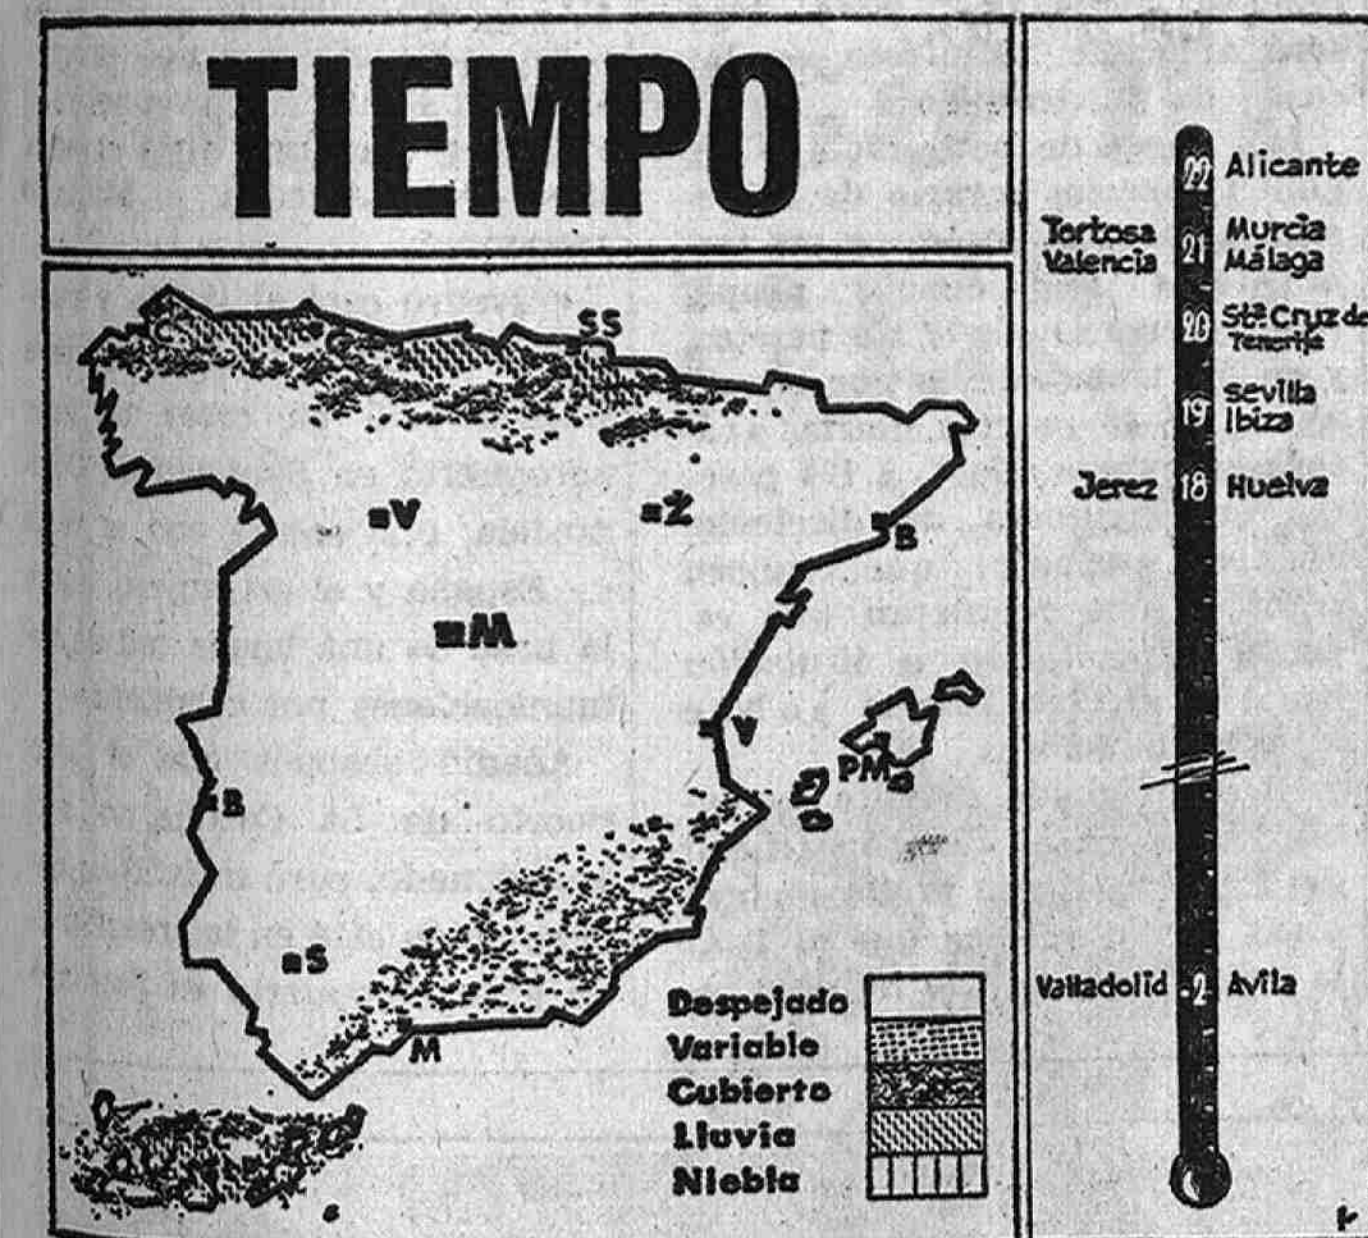 TIEMPO
SS
V
Z
B
M
V
PM
B
S
M
Despejado
Variable
Cubierto
Lluvia
Niebla
22 Alicante
Tortosa 21 Murcia
Valencia Málaga
20 Stª Cruz de
Tenerife
19 Sevilla
Ibiza
Jerez 18 Huelva
Valladolid -2 Avila